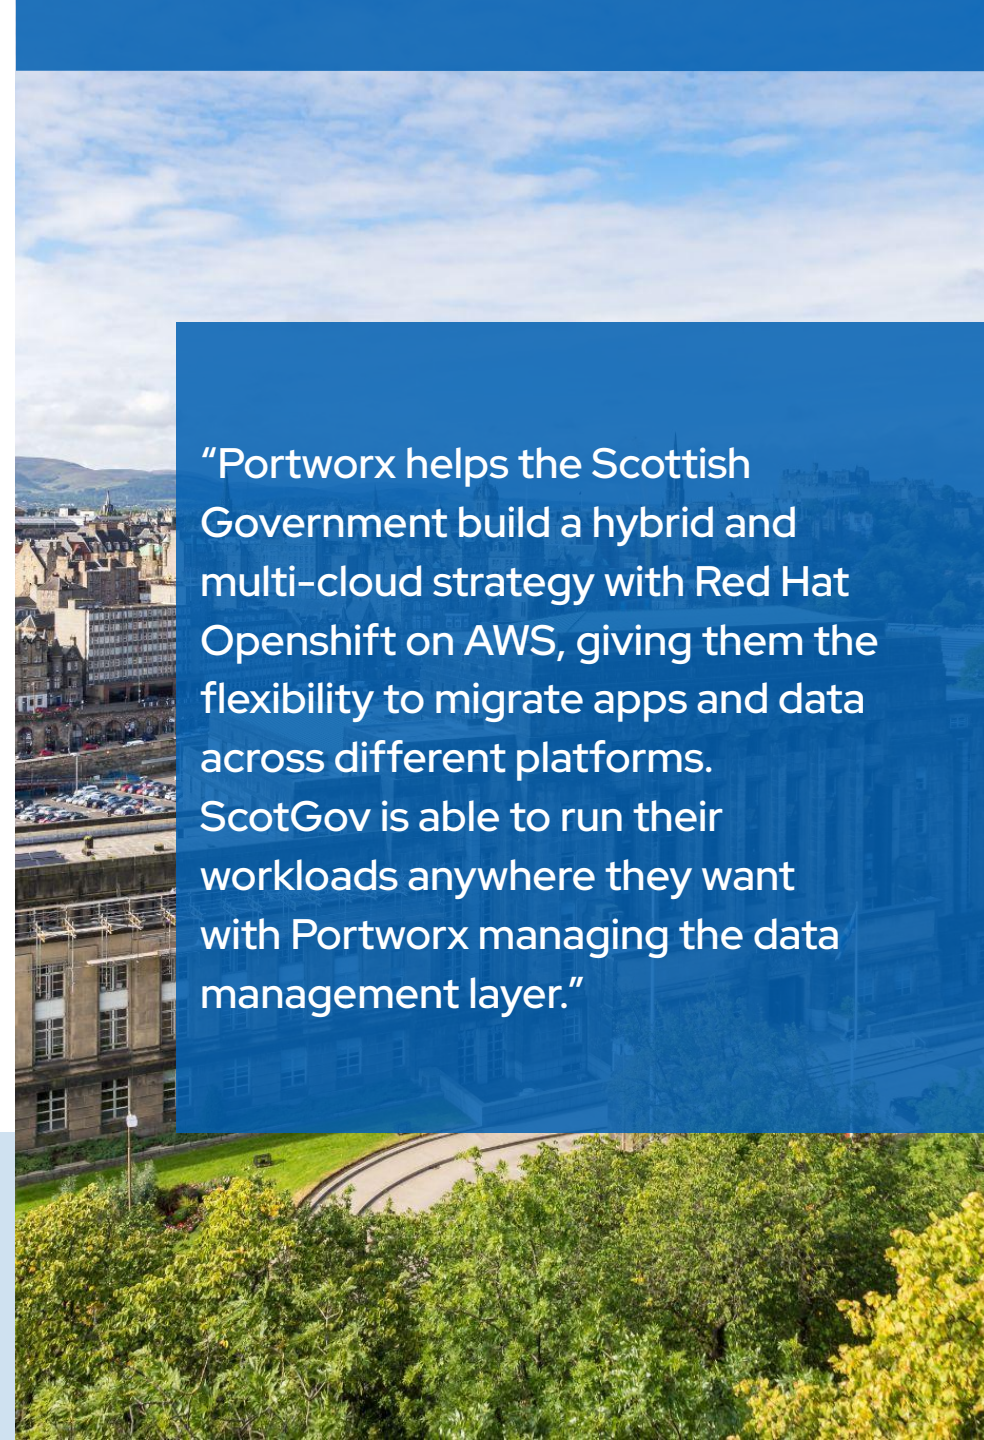 “Portworx helps the Scottish
Government build a hybrid and
multi-cloud strategy with Red Hat
Openshift on AWS, giving them the
flexibility to migrate apps and data
across different platforms.
ScotGov is able to run their
workloads anywhere they want
with Portworx managing the data
management layer.”